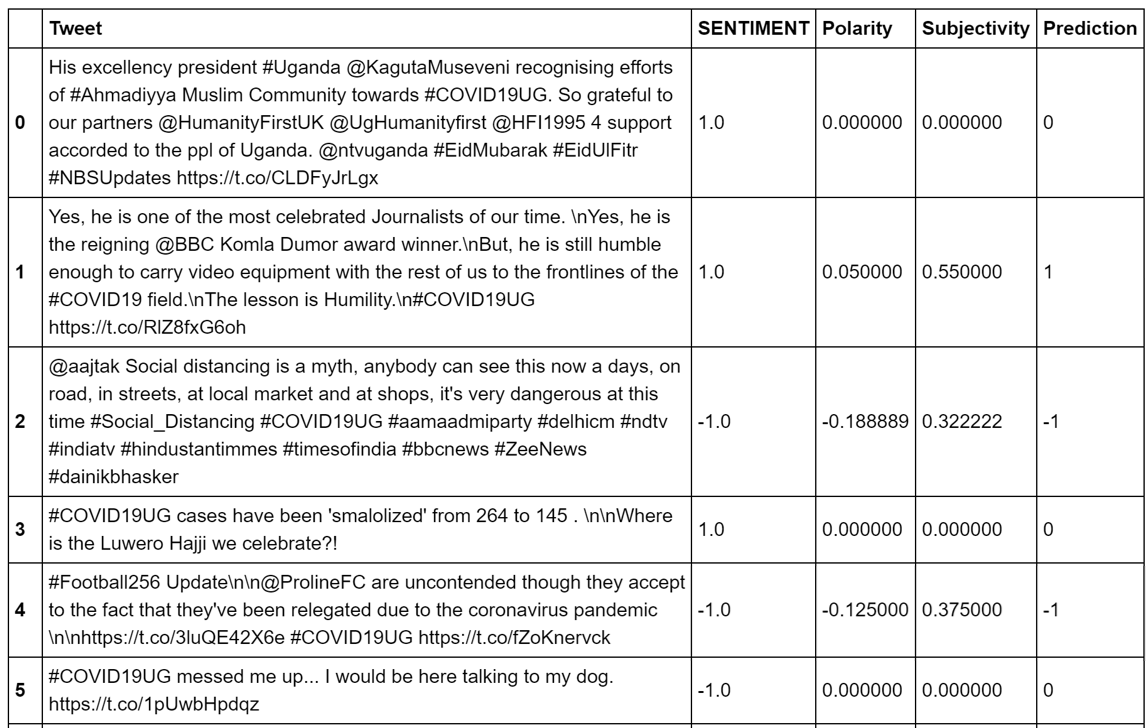 Tweet SENTIMENT Polarity Subjectivity Prediction
His excellency president #Uganda @KagutaMuseveni recognising efforts
of #Ahmadiyya Muslim Community towards #COVID19UG. So grateful to
0 our partners @HumanityFirstUK @UgHumanityfirst @HFI1995 4 support 1.0 0.000000 0.000000 0
accorded to the ppl of Uganda. @ntvuganda #EidMubarak #EidUlFitr
#NBSUpdates https://t.co/CLDFyJrLgx
Yes, he is one of the most celebrated Journalists of our time. \nYes, he is
the reigning @BBC Komla Dumor award winner.\nBut, he is still humble
1 enough to carry video equipment with the rest of us to the frontlines of the 1.0 0.050000 0.550000 1
#COVID19 field.\nThe lesson is Humility.\n#COVID19UG
https://t.co/RlZ8fxG6oh
@aajtak Social distancing is a myth, anybody can see this now a days, on
road, in streets, at local market and at shops, it's very dangerous at this
2 time #Social_Distancing #COVID19UG #aamaadmiparty #delhicm #ndtv -1.0 -0.188889 0.322222 -1
#indiatv #hindustantimmes #timesofindia #bbcnews #ZeeNews
#dainikbhasker
3 #COVID19UG cases have been 'smalolized' from 264 to 145 . \n\nWhere 1.0 0.000000 0.000000 0
is the Luwero Hajji we celebrate?!
#Football256 Update\n\n@ProlineFC are uncontended though they accept
4 to the fact that they've been relegated due to the coronavirus pandemic -1.0 -0.125000 0.375000 -1
\n\nhttps://t.co/3luQE42X6e #COVID19UG https://t.co/fZoKnervck
5 #COVID19UG messed me up... I would be here talking to my dog. -1.0 0.000000 0.000000 0
https://t.co/1pUwbHpdqz